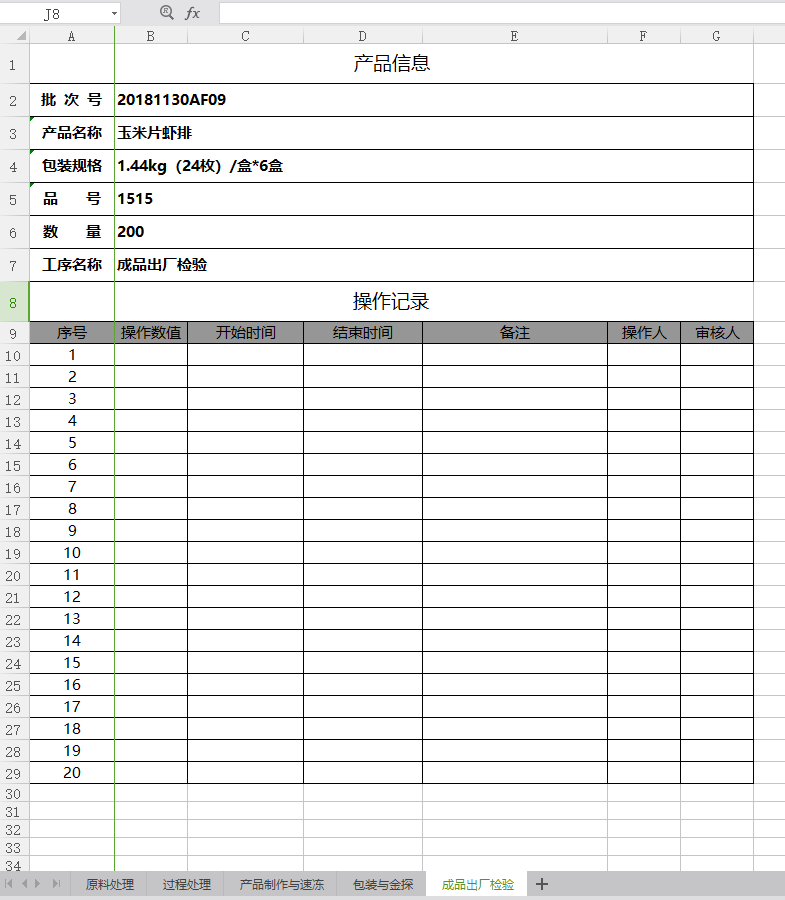 J8 fx
A B C D E F G
1 产品信息
2 批 次 号 20181130AF09
3 产品名称 玉米片虾排
4 包装规格 1.44kg（24枚）/盒*6盒
5 品 号 1515
6 数 量 200
7 工序名称 成品出厂检验
8 操作记录
9 序号 操作数值 开始时间 结束时间 备注 操作人 审核人
10 1
11 2
12 3
13 4
14 5
15 6
16 7
17 8
18 9
19 10
20 11
21 12
22 13
23 14
24 15
25 16
26 17
27 18
28 19
29 20
30
31
32
33
34
原料处理 过程处理 产品制作与速冻 包装与金探 成品出厂检验 +